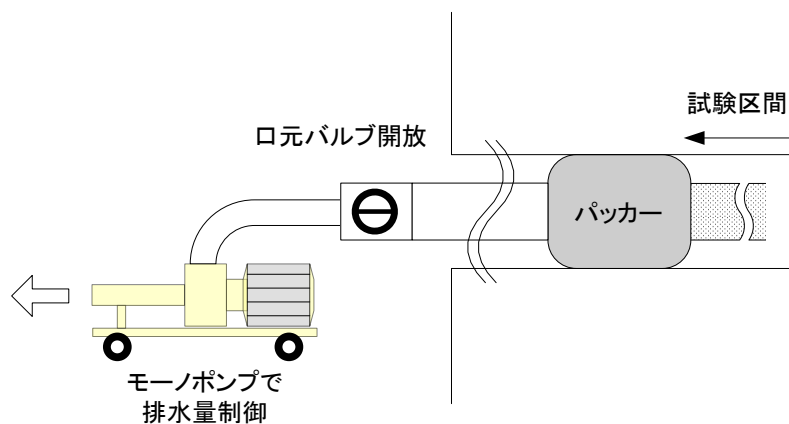 試験区間
口元バルブ開放
パッカー
モーノポンプで
排水量制御